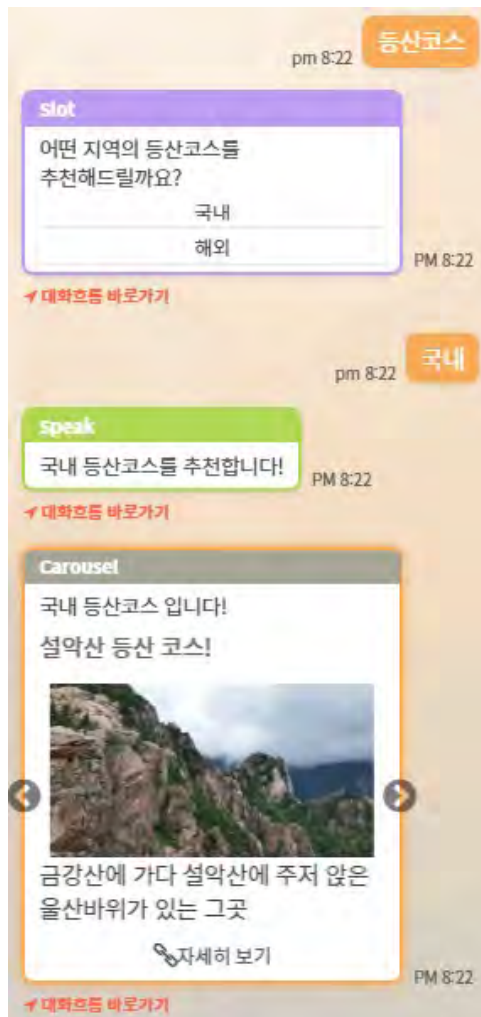 등산코스
pm 8:22
Slot
어떤 지역의 등산코스를
추천해드릴까요?
국내
해외
PM 8:22
대화흐름 바로가기
국내
pm 8:22
Speak
국내 등산코스를 추천합니다!
PM 8:22
대화흐름 바로가기
Carousel
국내 등산코스 입니다!
설악산 등산 코스!
금강산에 가다 설악산에 주저 앉은
울산바위가 있는 그곳
자세히 보기
PM 8:22
대화흐름 바로가기